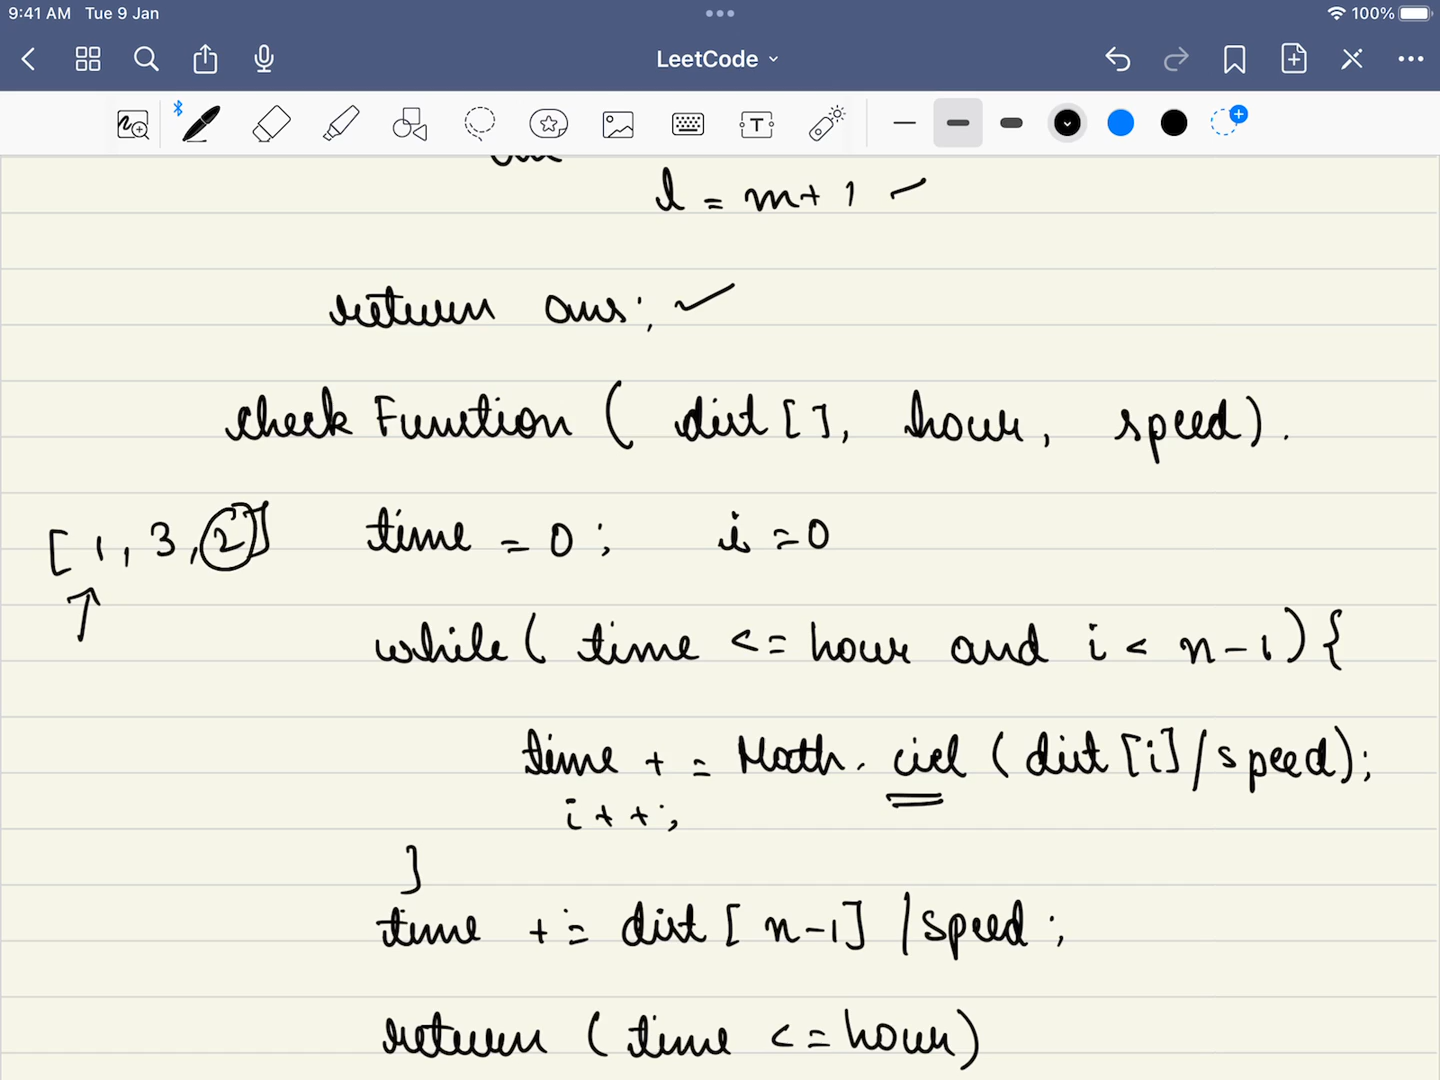 9:41 AM Tue 9 Jan
100%
LeetCode
T
l = m+1
return ans;
check Function ( dist [], hour, speed).
[1, 3, 2]
time = 0; i = 0
while ( time <= hour and i < n-1) {
time += Math. ciel (dist [i] / speed);
i++;
}
time += dist [n-1] / speed;
return (time <= hour)